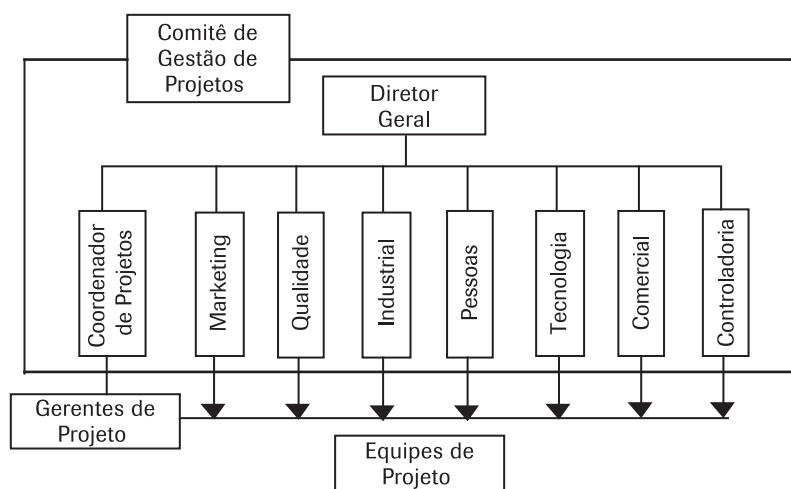 Comitê de
Gestão de
Projetos
Diretor
Geral
Coordenador
de Projetos
Marketing
Qualidade
Industrial
Pessoas
Tecnologia
Comercial
Controladoria
Gerentes de
Projeto
Equipes de
Projeto